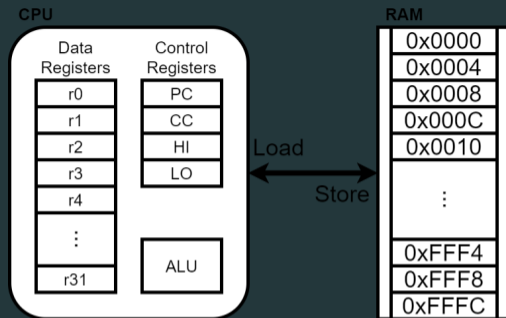 CPU
Data
Registers
r0
r1
r2
r3
r4
⋮
r31
Control
Registers
PC
CC
HI
LO
ALU
Load
Store
RAM
0x0000
0x0004
0x0008
0x000C
0x0010
⋮
0xFFF4
0xFFF8
0xFFFC